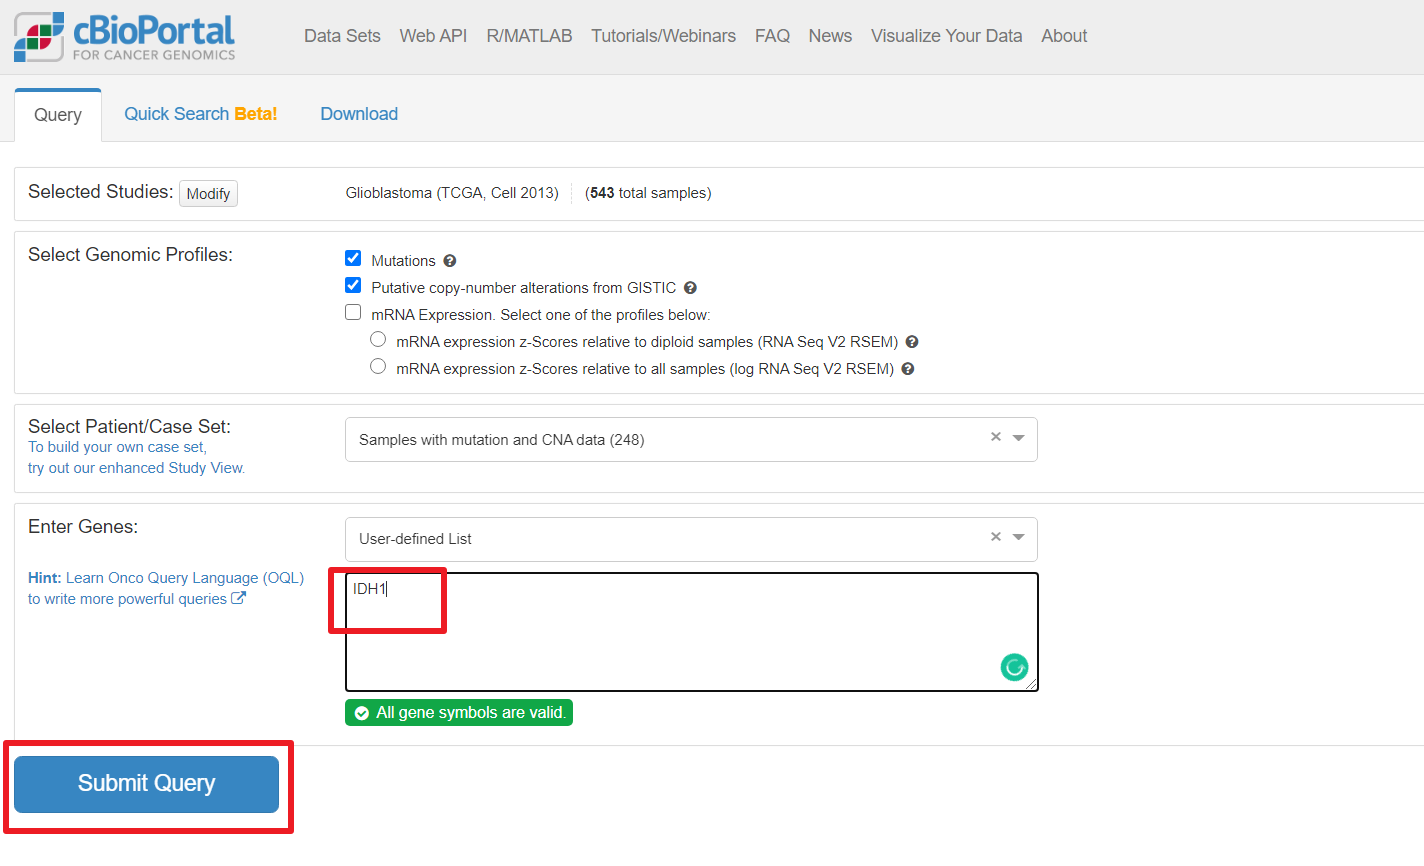 cBioPortal
FOR CANCER GENOMICS
Data Sets Web API R/MATLAB Tutorials/Webinars FAQ News Visualize Your Data About
Query Quick Search Beta! Download
Selected Studies: Modify Glioblastoma (TCGA, Cell 2013) (543 total samples)
Select Genomic Profiles:
Mutations ?
Putative copy-number alterations from GISTIC ?
mRNA Expression. Select one of the profiles below:
mRNA expression z-Scores relative to diploid samples (RNA Seq V2 RSEM) ?
mRNA expression z-Scores relative to all samples (log RNA Seq V2 RSEM) ?
Select Patient/Case Set:
To build your own case set,
try out our enhanced Study View.
Samples with mutation and CNA data (248) ×
Enter Genes:
User-defined List ×
Hint: Learn Onco Query Language (OQL)
to write more powerful queries
IDH1
All gene symbols are valid.
Submit Query